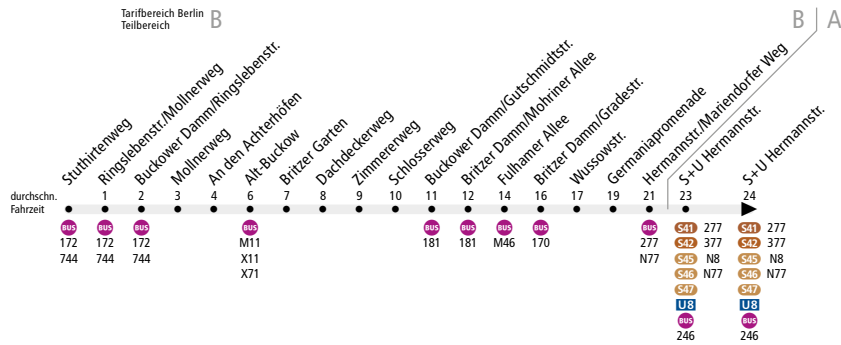 Tarifbereich Berlin
Teilbereich
B
B
A
Stuthirtenweg
Ringslebenstr./Mollnerweg
Buckower Damm/Ringslebenstr.
Mollnerweg
An den Achterhöfen
Alt-Buckow
Britzer Garten
Dachdeckerweg
Zimmererweg
Schlosserweg
Buckower Damm/Gutschmidtstr.
Britzer Damm/Mohriner Allee
Fulhamer Allee
Britzer Damm/Gradestr.
Wussowstr.
Germaniapromenade
Hermannstr./Mariendorfer Weg
S+U Hermannstr.
S+U Hermannstr.
durchschn. 1 2 3 4 6 7 8 9 10 11 12 14 16 17 19 21 23 24
Fahrzeit
BUS BUS BUS BUS BUS BUS BUS BUS BUS S41 277 S41 277
172 172 172 M11 181 181 M46 170 277 S42 377 S42 377
744 744 744 X11 N77 S45 N8 S45 N8
X71 S46 N77 S46 N77
S47 S47
U8 U8
BUS BUS
246 246